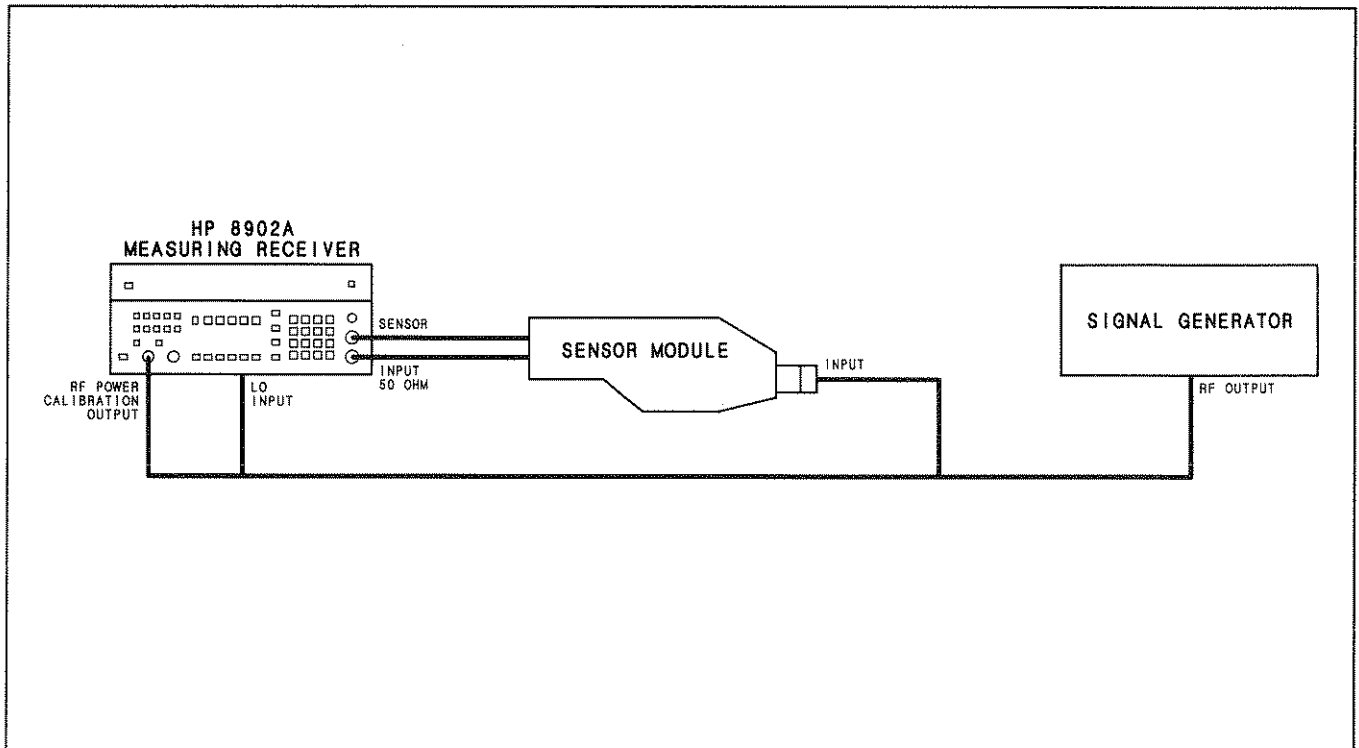 HP 8902A
MEASURING RECEIVER
SENSOR
INPUT
50 OHM
RF POWER
CALIBRATION
OUTPUT
LO
INPUT
SENSOR MODULE
INPUT
SIGNAL GENERATOR
RF OUTPUT